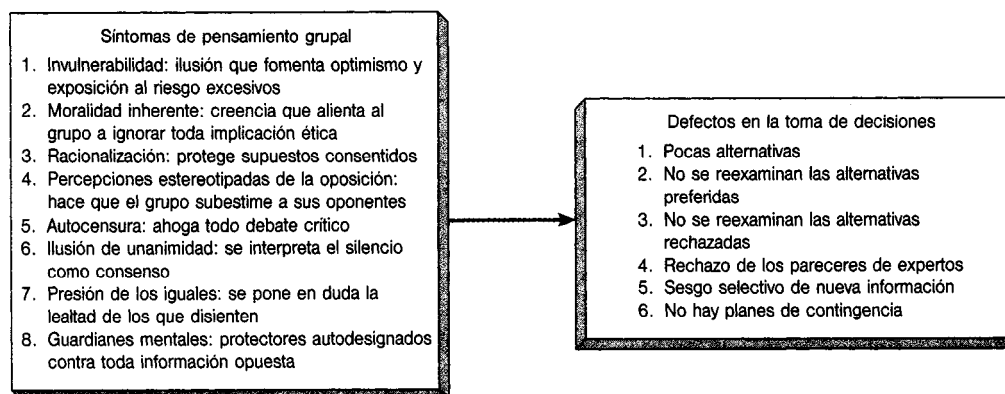 Síntomas de pensamiento grupal
1. Invulnerabilidad: ilusión que fomenta optimismo y
exposición al riesgo excesivos
2. Moralidad inherente: creencia que alienta al
grupo a ignorar toda implicación ética
3. Racionalización: protege supuestos consentidos
4. Percepciones estereotipadas de la oposición:
hace que el grupo subestime a sus oponentes
5. Autocensura: ahoga todo debate crítico
6. Ilusión de unanimidad: se interpreta el silencio
como consenso
7. Presión de los iguales: se pone en duda la
lealtad de los que disienten
8. Guardianes mentales: protectores autodesignados
contra toda información opuesta
Defectos en la toma de decisiones
1. Pocas alternativas
2. No se reexaminan las alternativas
preferidas
3. No se reexaminan las alternativas
rechazadas
4. Rechazo de los pareceres de expertos
5. Sesgo selectivo de nueva información
6. No hay planes de contingencia